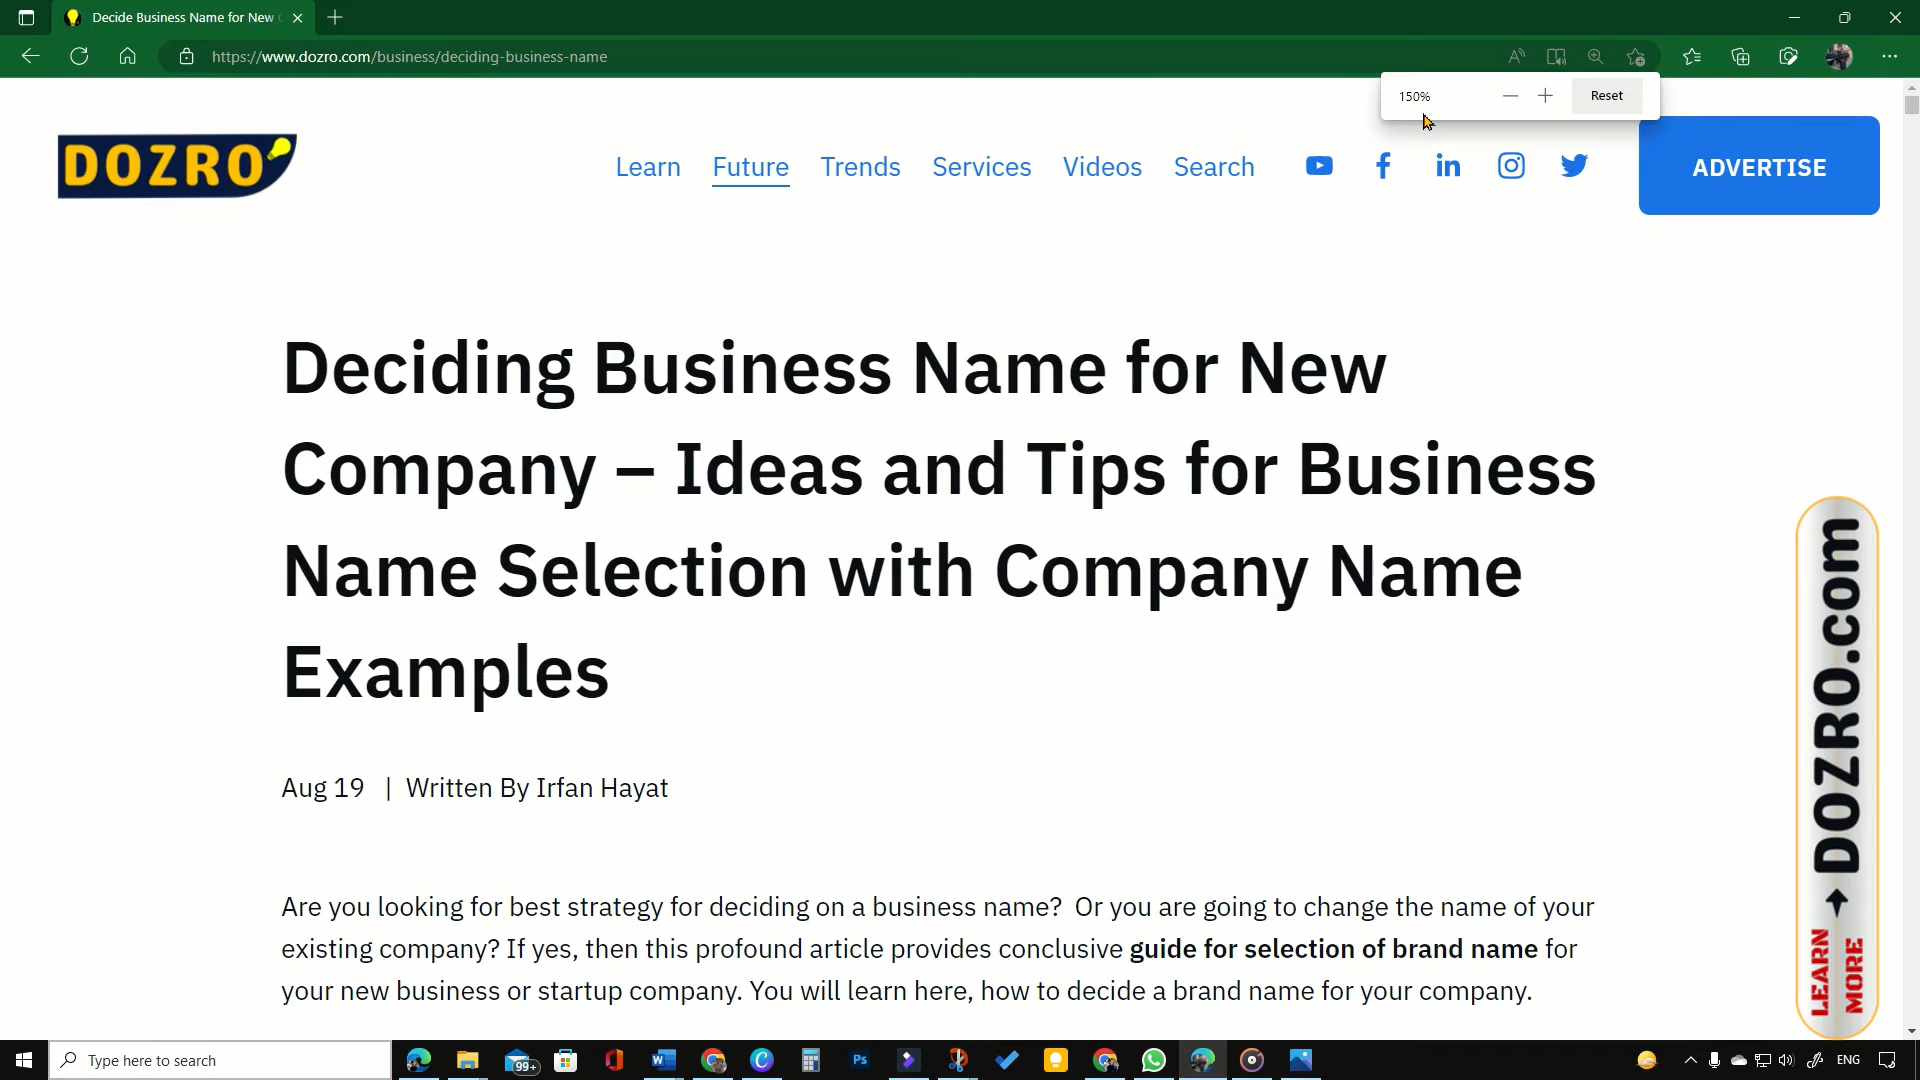 Decide Business Name for New
https://www.dozro.com/business/deciding-business-name
150%
Reset
DOZRO
Learn Future Trends Services Videos Search
ADVERTISE
Deciding Business Name for New
Company – Ideas and Tips for Business
Name Selection with Company Name
Examples
Aug 19 | Written By Irfan Hayat
Are you looking for best strategy for deciding on a business name?  Or you are going to change the name of your
existing company? If yes, then this profound article provides conclusive guide for selection of brand name for
your new business or startup company. You will learn here, how to decide a brand name for your company.
LEARN
MORE
DOZRO.com
Type here to search
99+
Ps
ENG